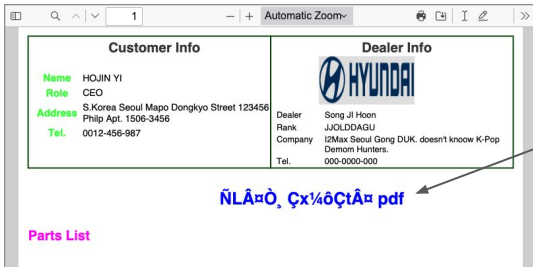 1
Automatic Zoom
Customer Info
Name HOJIN YI
Role CEO
Address S.Korea Seoul Mapo Dongkyo Street 123456
Philp Apt. 1506-3456
Tel. 0012-456-987
Dealer Info
HYUNDAI
Dealer Song JI Hoon
Rank JJOLDDAGU
Company I2Max Seoul Gong DUK. doesn't knoow K-Pop
Demom Hunters.
Tel. 000-0000-000
ÑLÂ¤Ò¸ Çx¼ôÇtÂ¤ pdf
Parts List